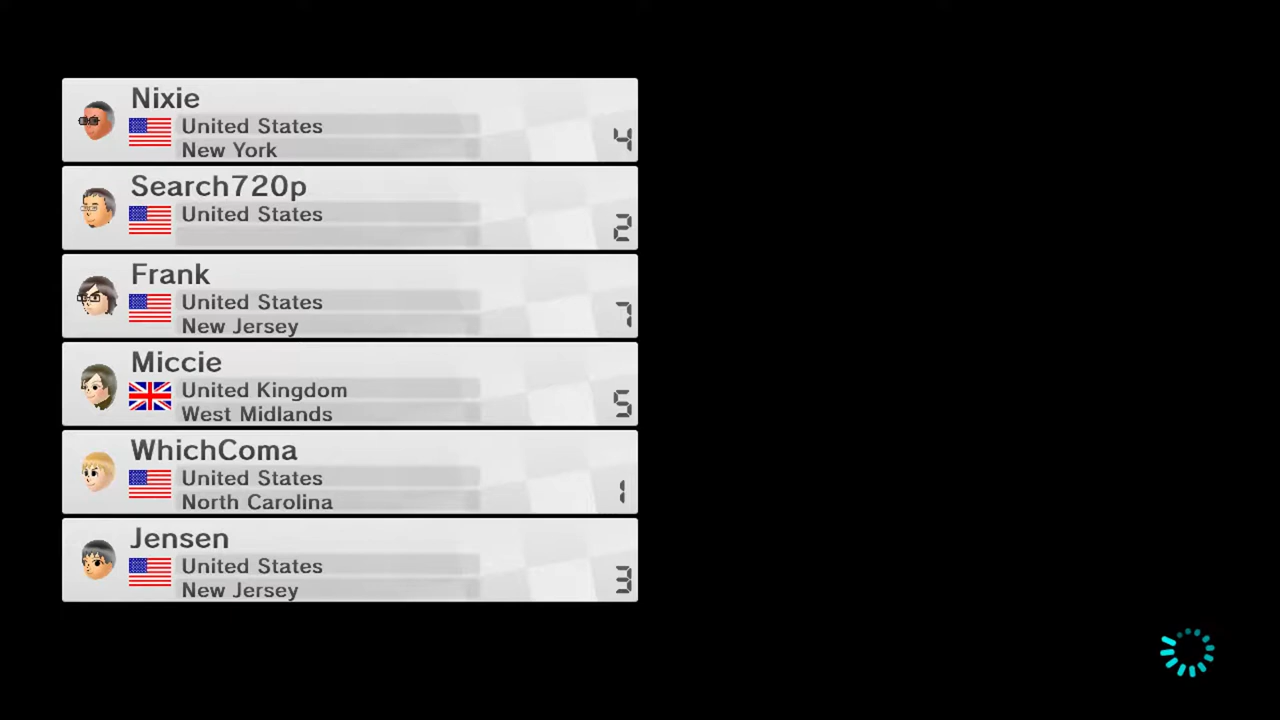 Nixie
United States
New York
4
Search720p
United States
2
Frank
United States
New Jersey
7
Miccie
United Kingdom
West Midlands
5
WhichComa
United States
North Carolina
1
Jensen
United States
New Jersey
3